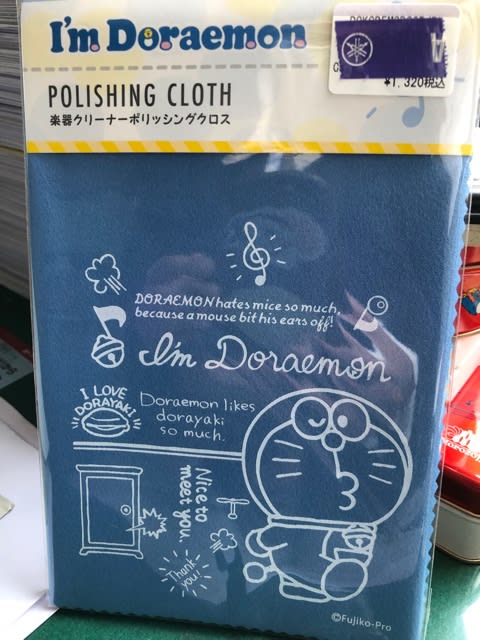 I'm Doraemon
¥1,320税込
POLISHING CLOTH
楽器クリーナーポリッシングクロス
DORAEMON hates mice so much,
because a mouse bit his ears off!
I'm Doraemon
I LOVE
DORAYAKI
Doraemon likes
dorayaki
so much.
Nice to
meet you.
Thank
you!
©Fujiko-Pro